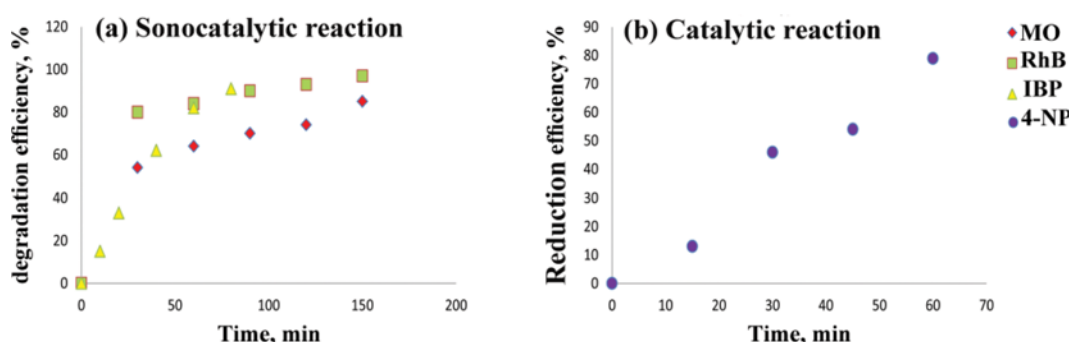 (a) Sonocatalytic reaction
degradation efficiency, %
120
100
80
60
40
20
0
0 50 100 150 200
Time, min
(b) Catalytic reaction
Reduction efficiency, %
90
80
70
60
50
40
30
20
10
0
0 10 20 30 40 50 60 70
Time, min
MO
RhB
IBP
4-NP